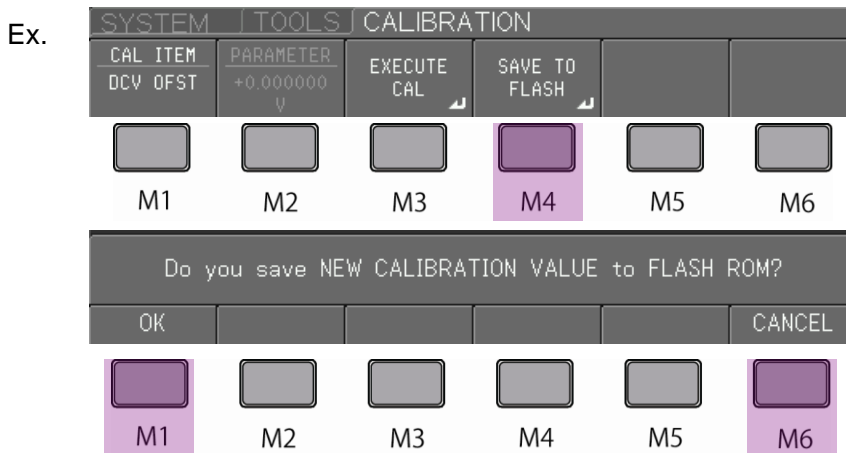 Ex.
SYSTEM TOOLS CALIBRATION
CAL ITEM PARAMETER EXECUTE SAVE TO
DCV OFST +0.000000 CAL FLASH
V
M1 M2 M3 M4 M5 M6
Do you save NEW CALIBRATION VALUE to FLASH ROM?
OK CANCEL
M1 M2 M3 M4 M5 M6